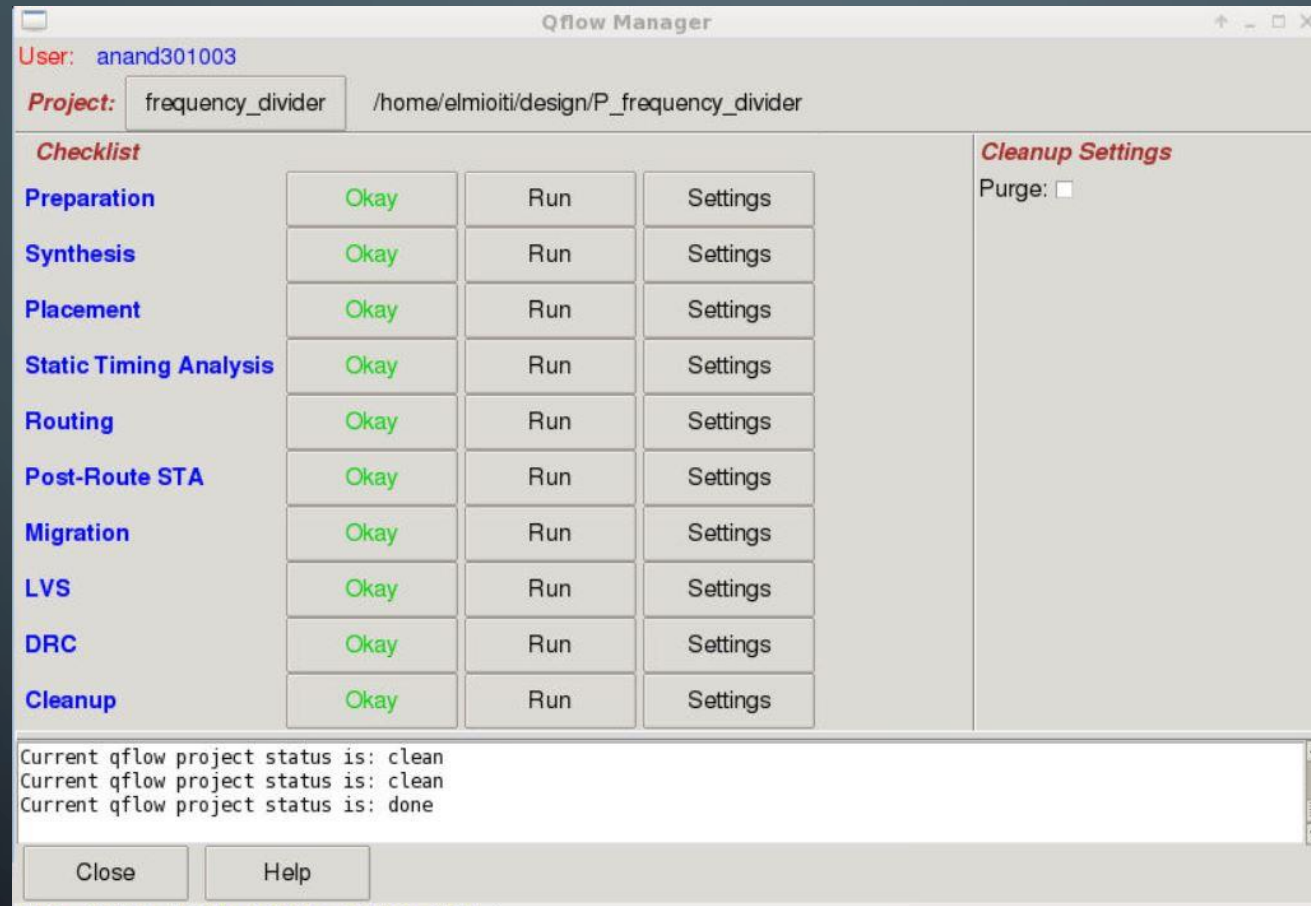 Qflow Manager
User: anand301003
Project: frequency_divider /home/elmioiti/design/P_frequency_divider
Checklist
Cleanup Settings
Preparation Okay Run Settings
Purge:
Synthesis Okay Run Settings
Placement Okay Run Settings
Static Timing Analysis Okay Run Settings
Routing Okay Run Settings
Post-Route STA Okay Run Settings
Migration Okay Run Settings
LVS Okay Run Settings
DRC Okay Run Settings
Cleanup Okay Run Settings
Current qflow project status is: clean
Current qflow project status is: clean
Current qflow project status is: done
Close Help